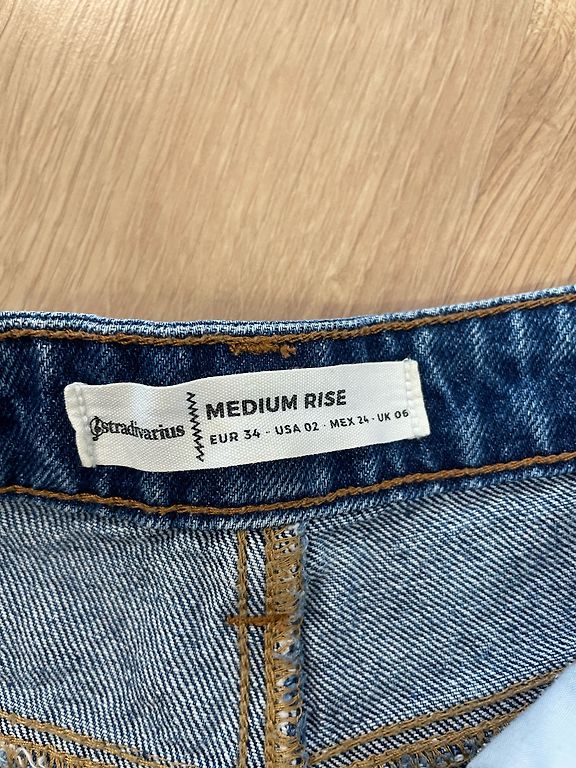 stradivarius
MEDIUM RISE
EUR 34 - USA 02 · MEX 24 · UK 06